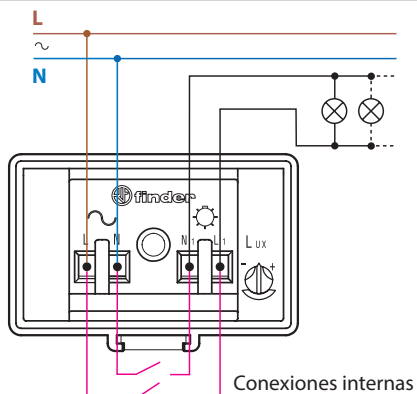 L
N
finder
L N N1 L1 LUX
- +
Conexiones internas